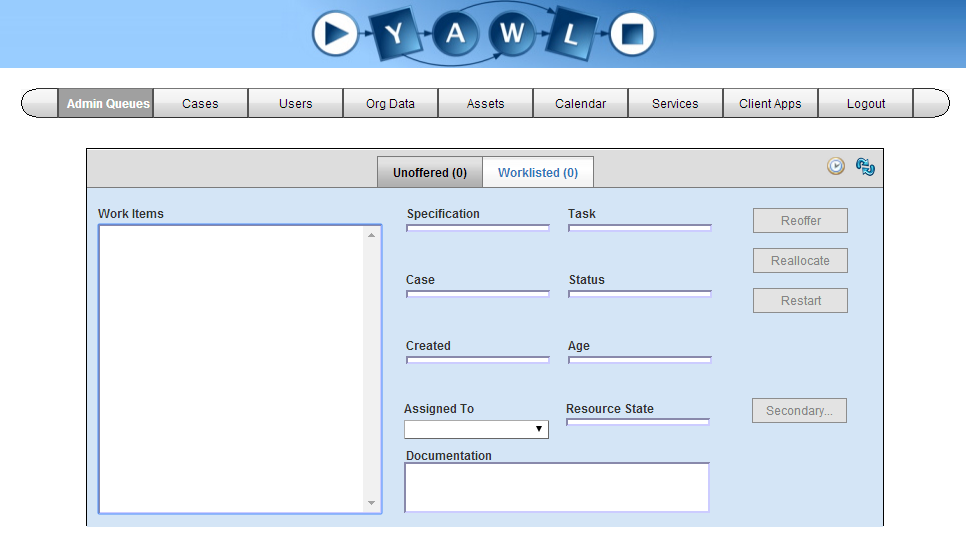 YAWL
Admin Queues Cases Users Org Data Assets Calendar Services Client Apps Logout
Unoffered (0) Worklisted (0)
Work Items Specification Task Reoffer
Reallocate
Case Status
Restart
Created Age
Assigned To Resource State Secondary...
Documentation